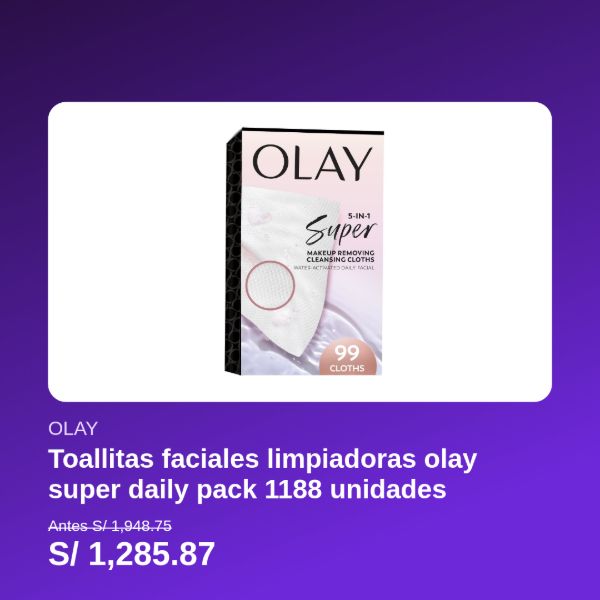 OLAY
5-IN-1
Super
MAKEUP REMOVING
CLEANSING CLOTHS
WATER-ACTIVATED DAILY FACIAL
99
CLOTHS
OLAY
Toallitas faciales limpiadoras olay
super daily pack 1188 unidades
Antes S/ 1,948.75
S/ 1,285.87